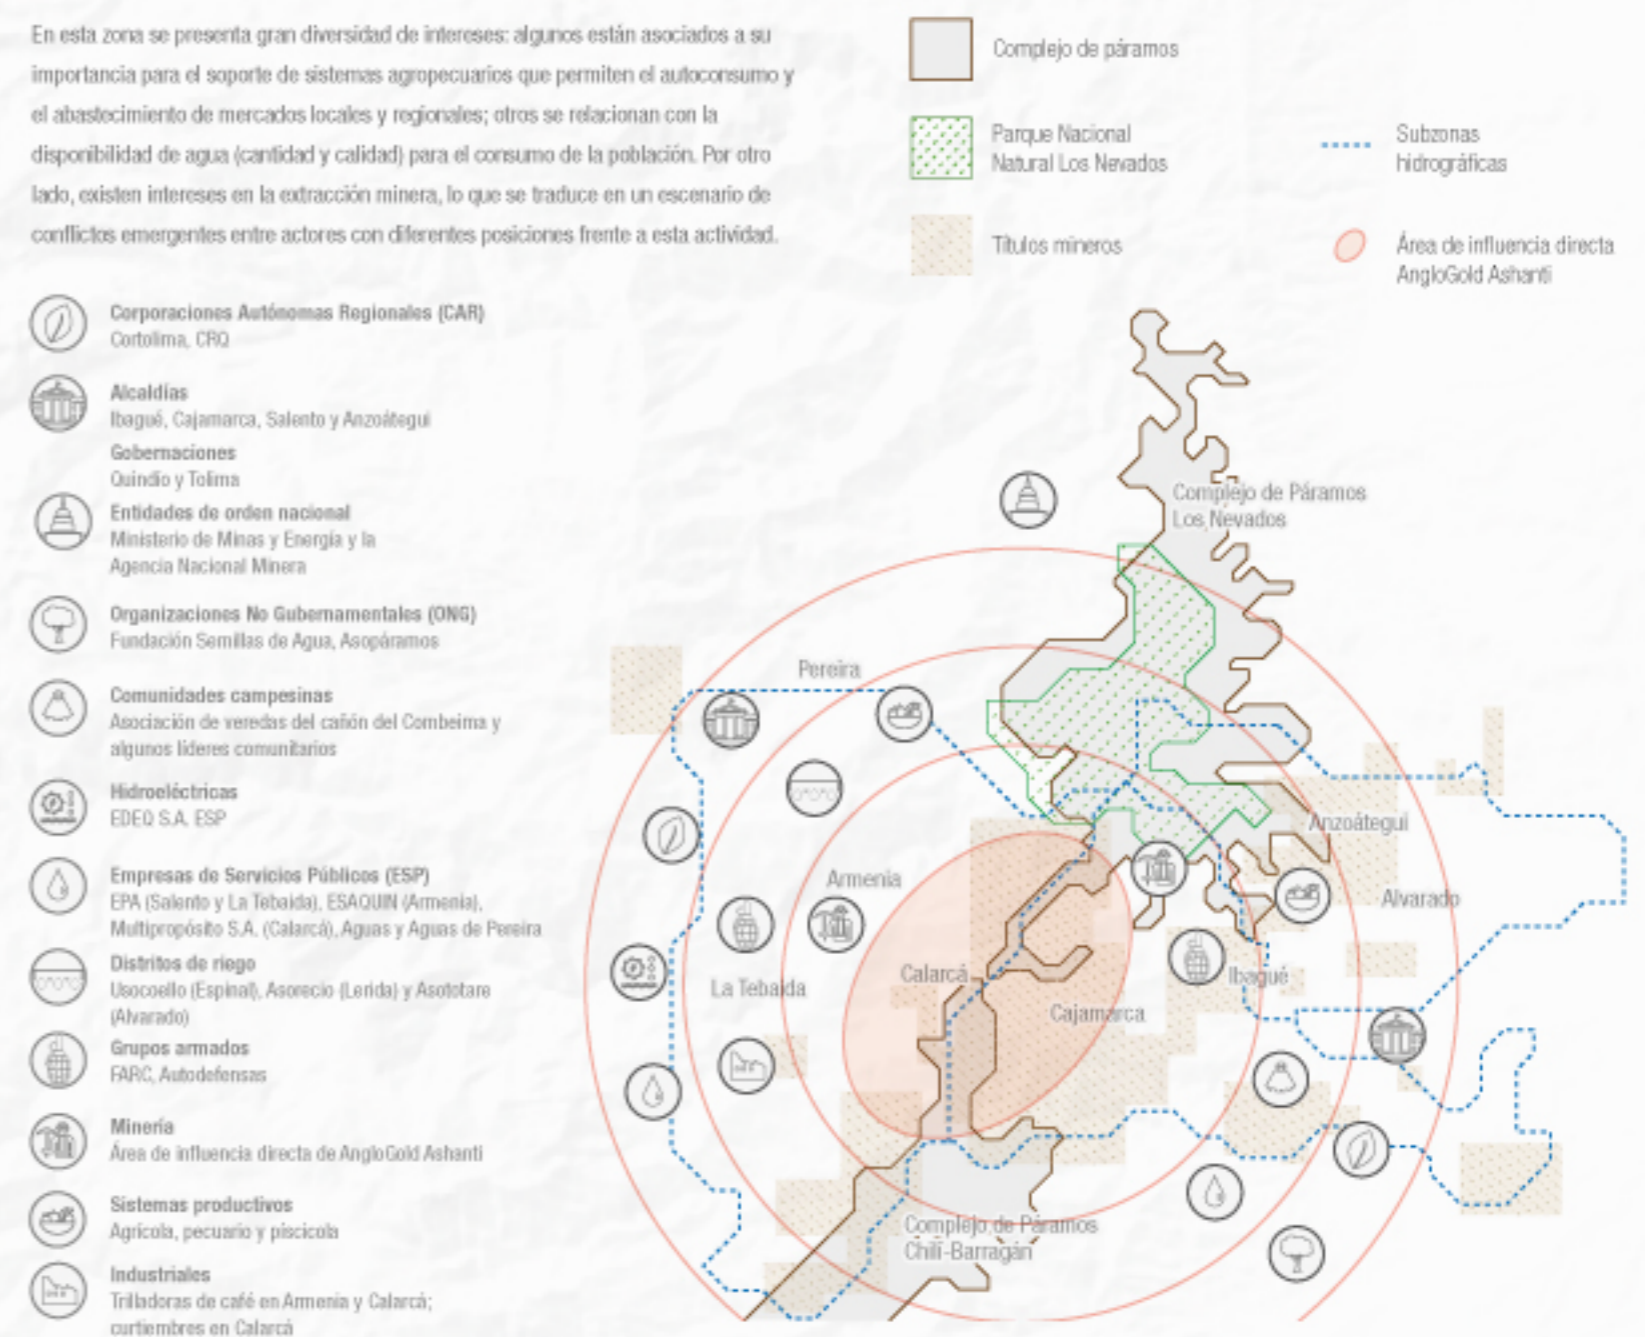 En esta zona se presenta gran diversidad de intereses: algunos están asociados a su
importancia para el soporte de sistemas agropecuarios que permiten el autoconsumo y
el abastecimiento de mercados locales y regionales; otros se relacionan con la
disponibilidad de agua (cantidad y calidad) para el consumo de la población. Por otro
lado, existen intereses en la extracción minera, lo que se traduce en un escenario de
conflictos emergentes entre actores con diferentes posiciones frente a esta actividad.
Complejo de páramos
Parque Nacional
Natural Los Nevados
Títulos mineros
Subzonas
hidrográficas
Área de influencia directa
AngloGold Ashanti
Corporaciones Autónomas Regionales (CAR)
Cortolima, CRQ
Alcaldías
Ibagué, Cajamarca, Salento y Anzoátegui
Gobernaciones
Quindío y Tolima
Entidades de orden nacional
Ministerio de Minas y Energía y la
Agencia Nacional Minera
Organizaciones No Gubernamentales (ONG)
Fundación Semillas de Agua, Asopáramos
Comunidades campesinas
Asociación de veredas del cañón del Combeima y
algunos líderes comunitarios
Hidroeléctricas
EDEQ S.A. ESP
Empresas de Servicios Públicos (ESP)
EPA (Salento y La Tebaida), ESAQUIN (Armenia),
Multipropósito S.A. (Calarcá), Aguas y Aguas de Pereira
Distritos de riego
Usocoello (Espinal), Asorecio (Lerida) y Asototare
(Alvarado)
Grupos armados
FARC, Autodefensas
Minería
Área de influencia directa de AngloGold Ashanti
Sistemas productivos
Agrícola, pecuario y piscicola
Industriales
Trilladoras de café en Armenia y Calarcá;
curtiembres en Calarcá
Complejo de Páramos
Los Nevados
Pereira
Anzoátegui
Armenia
Alvarado
Calarcá
Ibagué
La Tebaida
Cajamarca
Complejo de Páramos
Chilí-Barragán